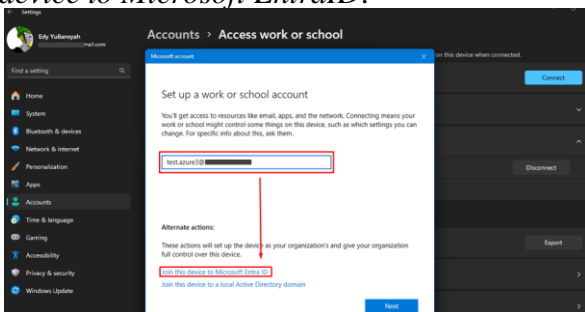 device to Microsoft EntraID.
Settings
Edy Yuliansyah
mail.com
Find a setting
Home
System
Bluetooth & devices
Network & internet
Personalization
Apps
Accounts
Time & language
Gaming
Accessibility
Privacy & security
Windows Update
Accounts > Access work or school
on this device when connected.
Connect
Disconnect
Export
Microsoft account
Set up a work or school account
You'll get access to resources like email, apps, and the network. Connecting means your
work or school might control some things on this device, such as which settings you can
change. For specific info about this, ask them.
test.azure3@
Alternate actions:
These actions will set up the device as your organization's and give your organization
full control over this device.
Join this device to Microsoft Entra ID
Join this device to a local Active Directory domain
Next